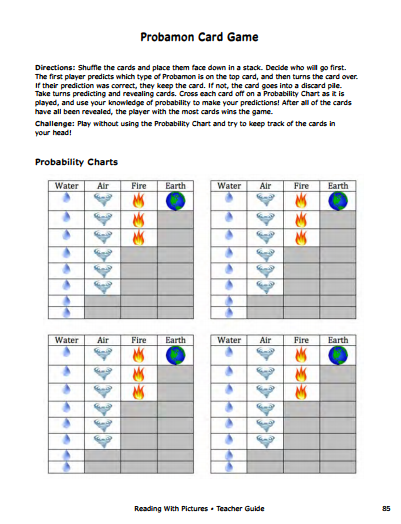 Probamon Card Game
Directions: Shuffle the cards and place them face down in a stack. Decide who will go first.
The first player predicts which type of Probamon is on the top card, and then turns the card over.
If their prediction was correct, they keep the card. If not, the card goes into a discard pile.
Take turns predicting and revealing cards. Cross each card off on a Probability Chart as it is
played, and use your knowledge of probability to make your predictions! After all of the cards
have all been revealed, the player with the most cards wins the game.
Challenge: Play without using the Probability Chart and try to keep track of the cards in
your head!
Probability Charts
Water Air Fire Earth
Water Air Fire Earth
Water Air Fire Earth
Water Air Fire Earth
Reading With Pictures • Teacher Guide
85